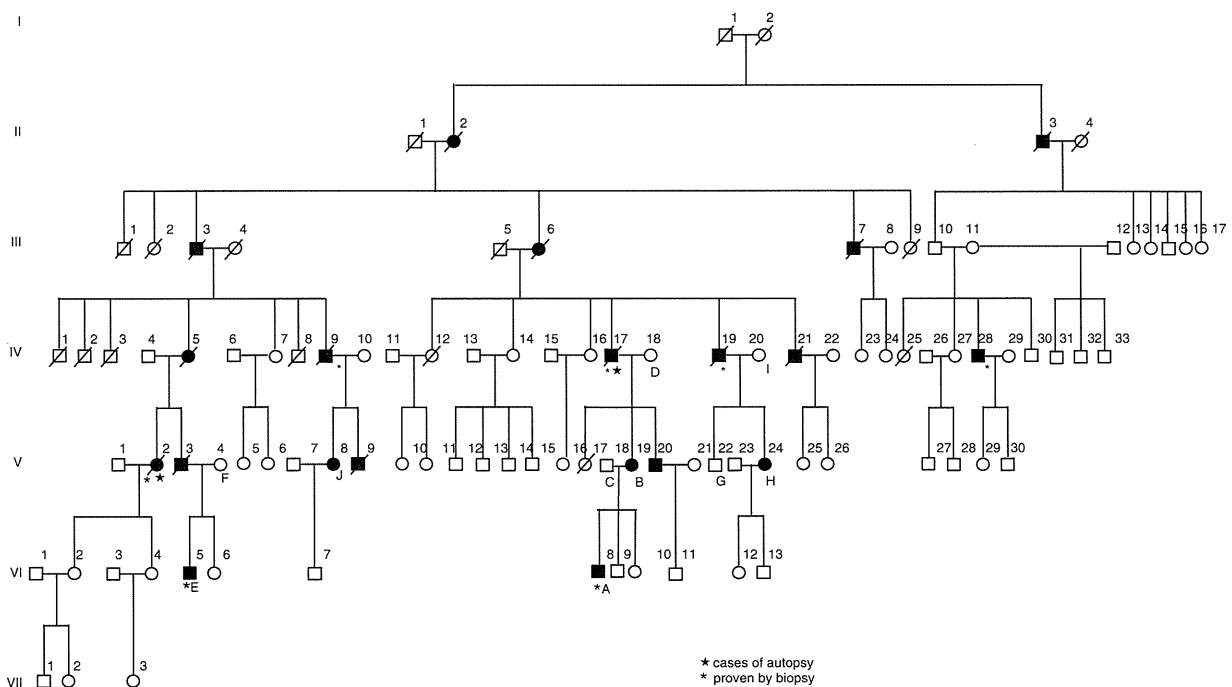 I
1 2
II
1 2 3 4
III
1 2 3 4 5 6 7 8 9 10 11 12 13 14 15 16 17
IV
1 2 3 4 5 6 7 8 9 10 11 12 13 14 15 16 17 18 19 20 21 22 23 24 25 26 27 28 29 30 31 32 33
* * ★ D * I *
V
1 2 3 4 5 6 7 8 9 10 11 12 13 14 15 16 17 18 19 20 21 22 23 24 25 26 27 28 29 30
* ★ F J C B G H
VI
1 2 3 4 5 6 7 8 9 10 11 12 13
*E *A
VII
1 2 3
★ cases of autopsy
* proven by biopsy